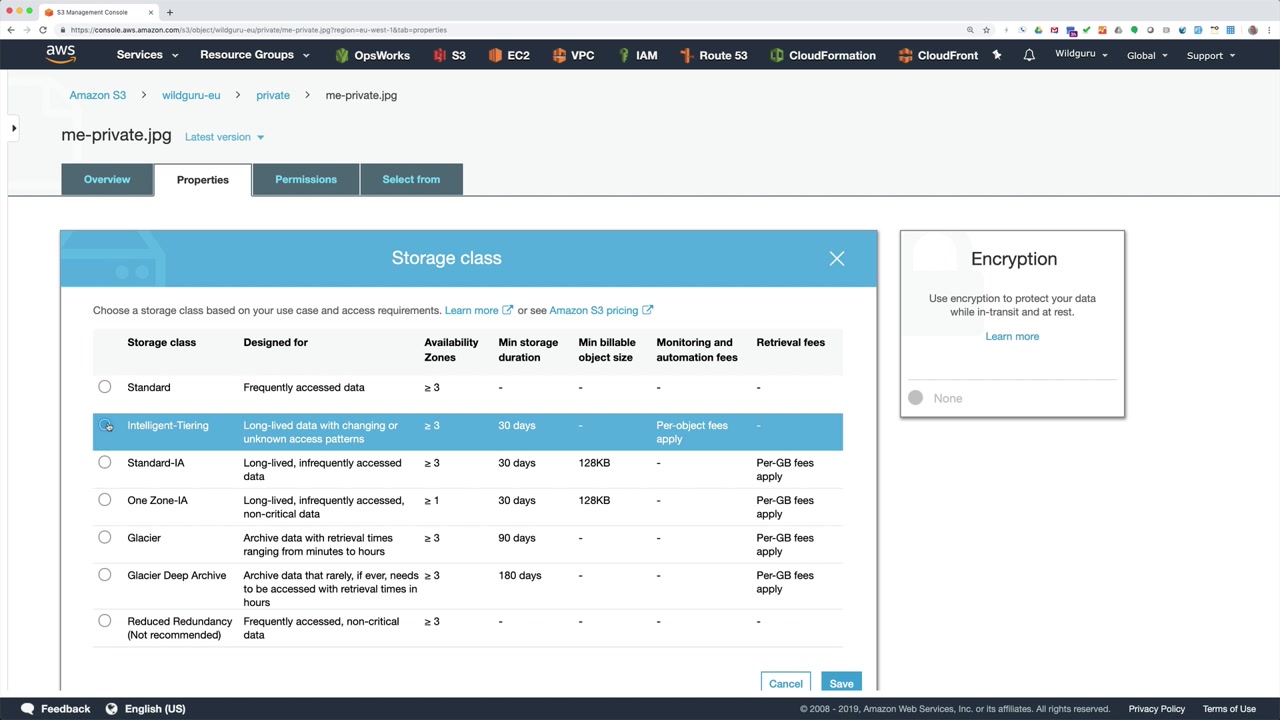 S3 Management Console
https://console.aws.amazon.com/s3/object/wildguru-eu/private/me-private.jpg?region=eu-west-1&tab=properties
aws Services Resource Groups OpsWorks S3 EC2 VPC IAM Route 53 CloudFormation CloudFront Wildguru Global Support
Amazon S3 > wildguru-eu > private > me-private.jpg
me-private.jpg Latest version
Overview Properties Permissions Select from
Storage class
Choose a storage class based on your use case and access requirements. Learn more or see Amazon S3 pricing
Storage class Designed for Availability Zones Min storage duration Min billable object size Monitoring and automation fees Retrieval fees
Standard Frequently accessed data ≥ 3 - - - -
Intelligent-Tiering Long-lived data with changing or unknown access patterns ≥ 3 30 days - Per-object fees apply -
Standard-IA Long-lived, infrequently accessed data ≥ 3 30 days 128KB - Per-GB fees apply
One Zone-IA Long-lived, infrequently accessed, non-critical data ≥ 1 30 days 128KB - Per-GB fees apply
Glacier Archive data with retrieval times ranging from minutes to hours ≥ 3 90 days - - Per-GB fees apply
Glacier Deep Archive Archive data that rarely, if ever, needs to be accessed with retrieval times in hours ≥ 3 180 days - - Per-GB fees apply
Reduced Redundancy (Not recommended) Frequently accessed, non-critical data ≥ 3 - - - -
Cancel Save
Encryption
Use encryption to protect your data
while in-transit and at rest.
Learn more
None
Feedback English (US) © 2008 - 2019, Amazon Web Services, Inc. or its affiliates. All rights reserved. Privacy Policy Terms of Use